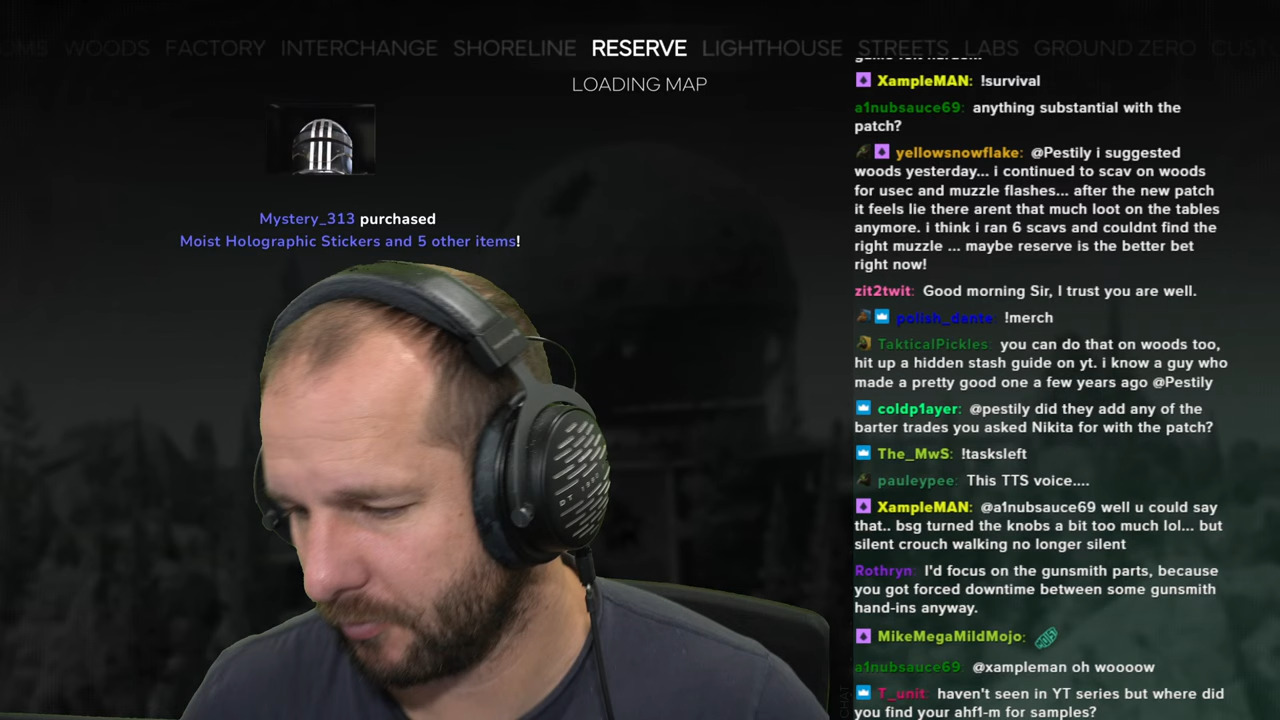 WOODS FACTORY INTERCHANGE SHORELINE RESERVE LIGHTHOUSE STREETS LABS GROUND ZERO
LOADING MAP
Mystery_313 purchased
Moist Holographic Stickers and 5 other items!
DT 1990
XampleMAN: !survival
a1nubsauce69: anything substantial with the
patch?
yellowsnowflake: @Pestily i suggested
woods yesterday... i continued to scav on woods
for usec and muzzle flashes... after the new patch
it feels lie there arent that much loot on the tables
anymore. i think i ran 6 scavs and couldnt find the
right muzzle ... maybe reserve is the better bet
right now!
zit2twit: Good morning Sir, I trust you are well.
polish_dante: !merch
TakticalPickles: you can do that on woods too,
hit up a hidden stash guide on yt. i know a guy who
made a pretty good one a few years ago @Pestily
coldp1ayer: @pestily did they add any of the
barter trades you asked Nikita for with the patch?
The_MwS: !tasksleft
pauleypee: This TTS voice....
XampleMAN: @a1nubsauce69 well u could say
that.. bsg turned the knobs a bit too much lol... but
silent crouch walking no longer silent
Rothryn: I'd focus on the gunsmith parts, because
you got forced downtime between some gunsmith
hand-ins anyway.
MikeMegaMildMojo:
a1nubsauce69: @xampleman oh woooow
T_unit: haven't seen in YT series but where did
you find your ahf1-m for samples?
CHAT